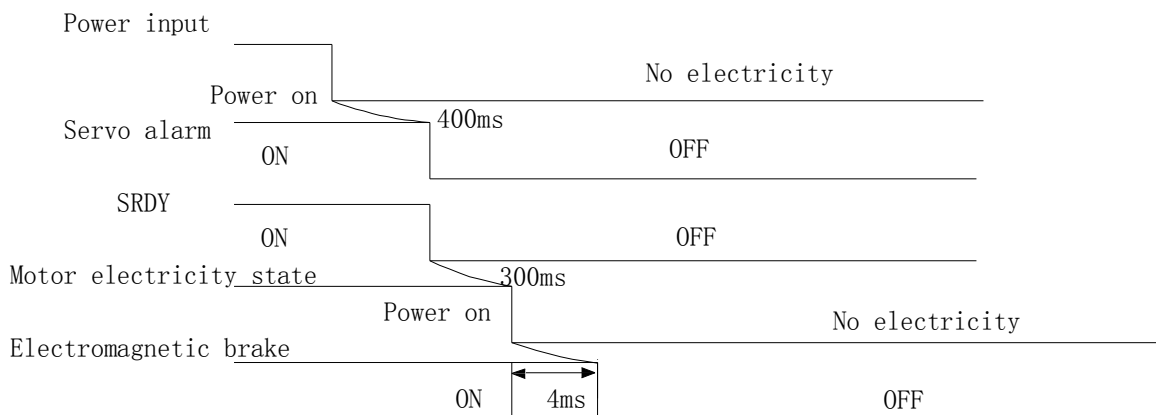 Power input
No electricity
Power on
400ms
Servo alarm
ON
OFF
SRDY
ON
OFF
Motor electricity state
300ms
Power on
No electricity
Electromagnetic brake
ON
4ms
OFF